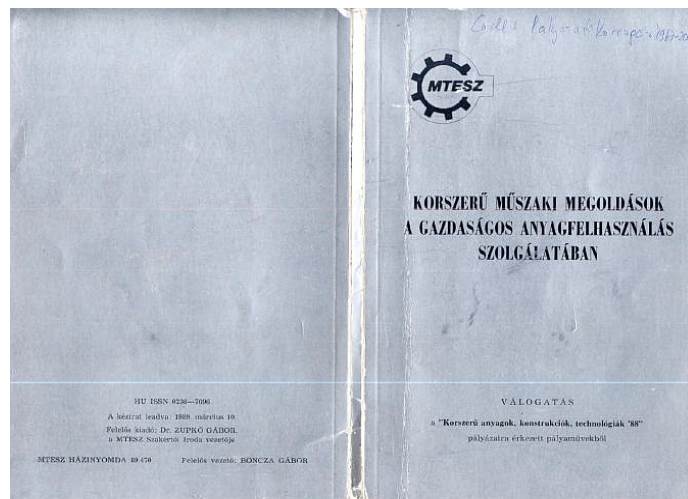 HU ISSN 0236—7696
A kézirat leadva: 1989. március 10.
Felelős kiadó: Dr. ZUPKÓ GÁBOR,
a MTESZ Szakértői Iroda vezetője
MTESZ HÁZINYOMDA 89 470 Felelős vezető: BONCZA GÁBOR
MTESZ
KORSZERŰ MŰSZAKI MEGOLDÁSOK
A GAZDASÁGOS ANYAGFELHASZNÁLÁS
SZOLGÁLATÁBAN
VÁLOGATÁS
a "Korszerű anyagok, konstrukciók, technológiák '88"
pályázatra érkezett pályaművekből